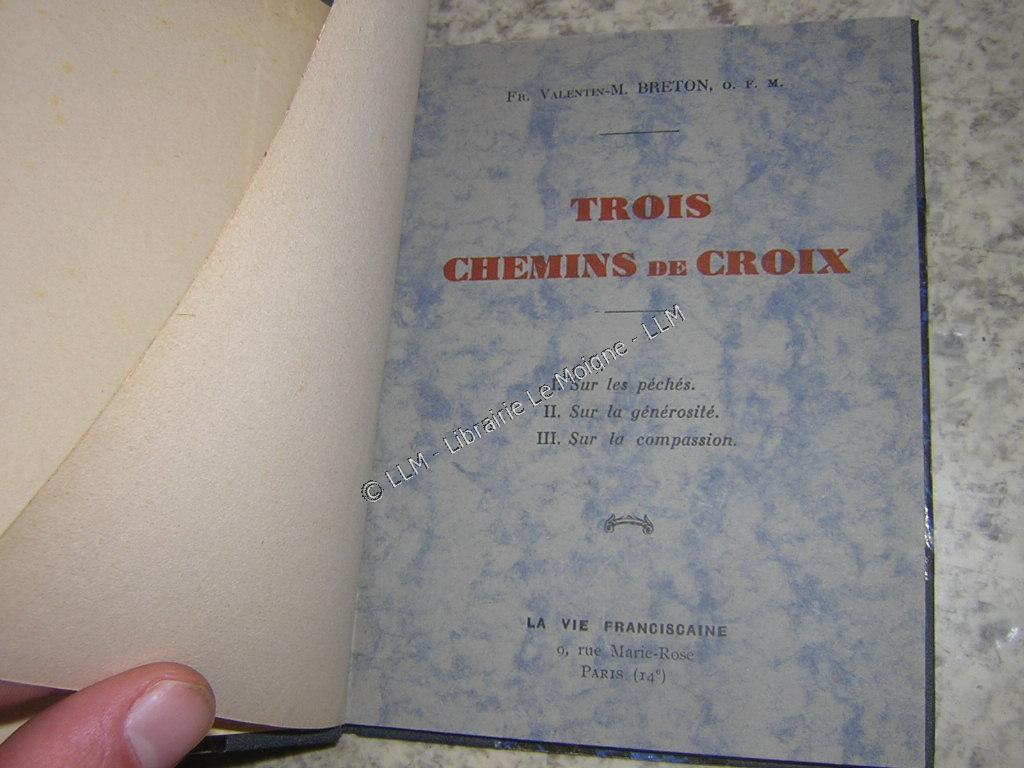 Fr. Valentin-M. BRETON, O. F. M.
TROIS
CHEMINS DE CROIX
I. Sur les péchés.
II. Sur la générosité.
III. Sur la compassion.
© LLM - Librairie Le Moigne - LLM
LA VIE FRANCISCAINE
9, rue Marie-Rose
PARIS (14e)